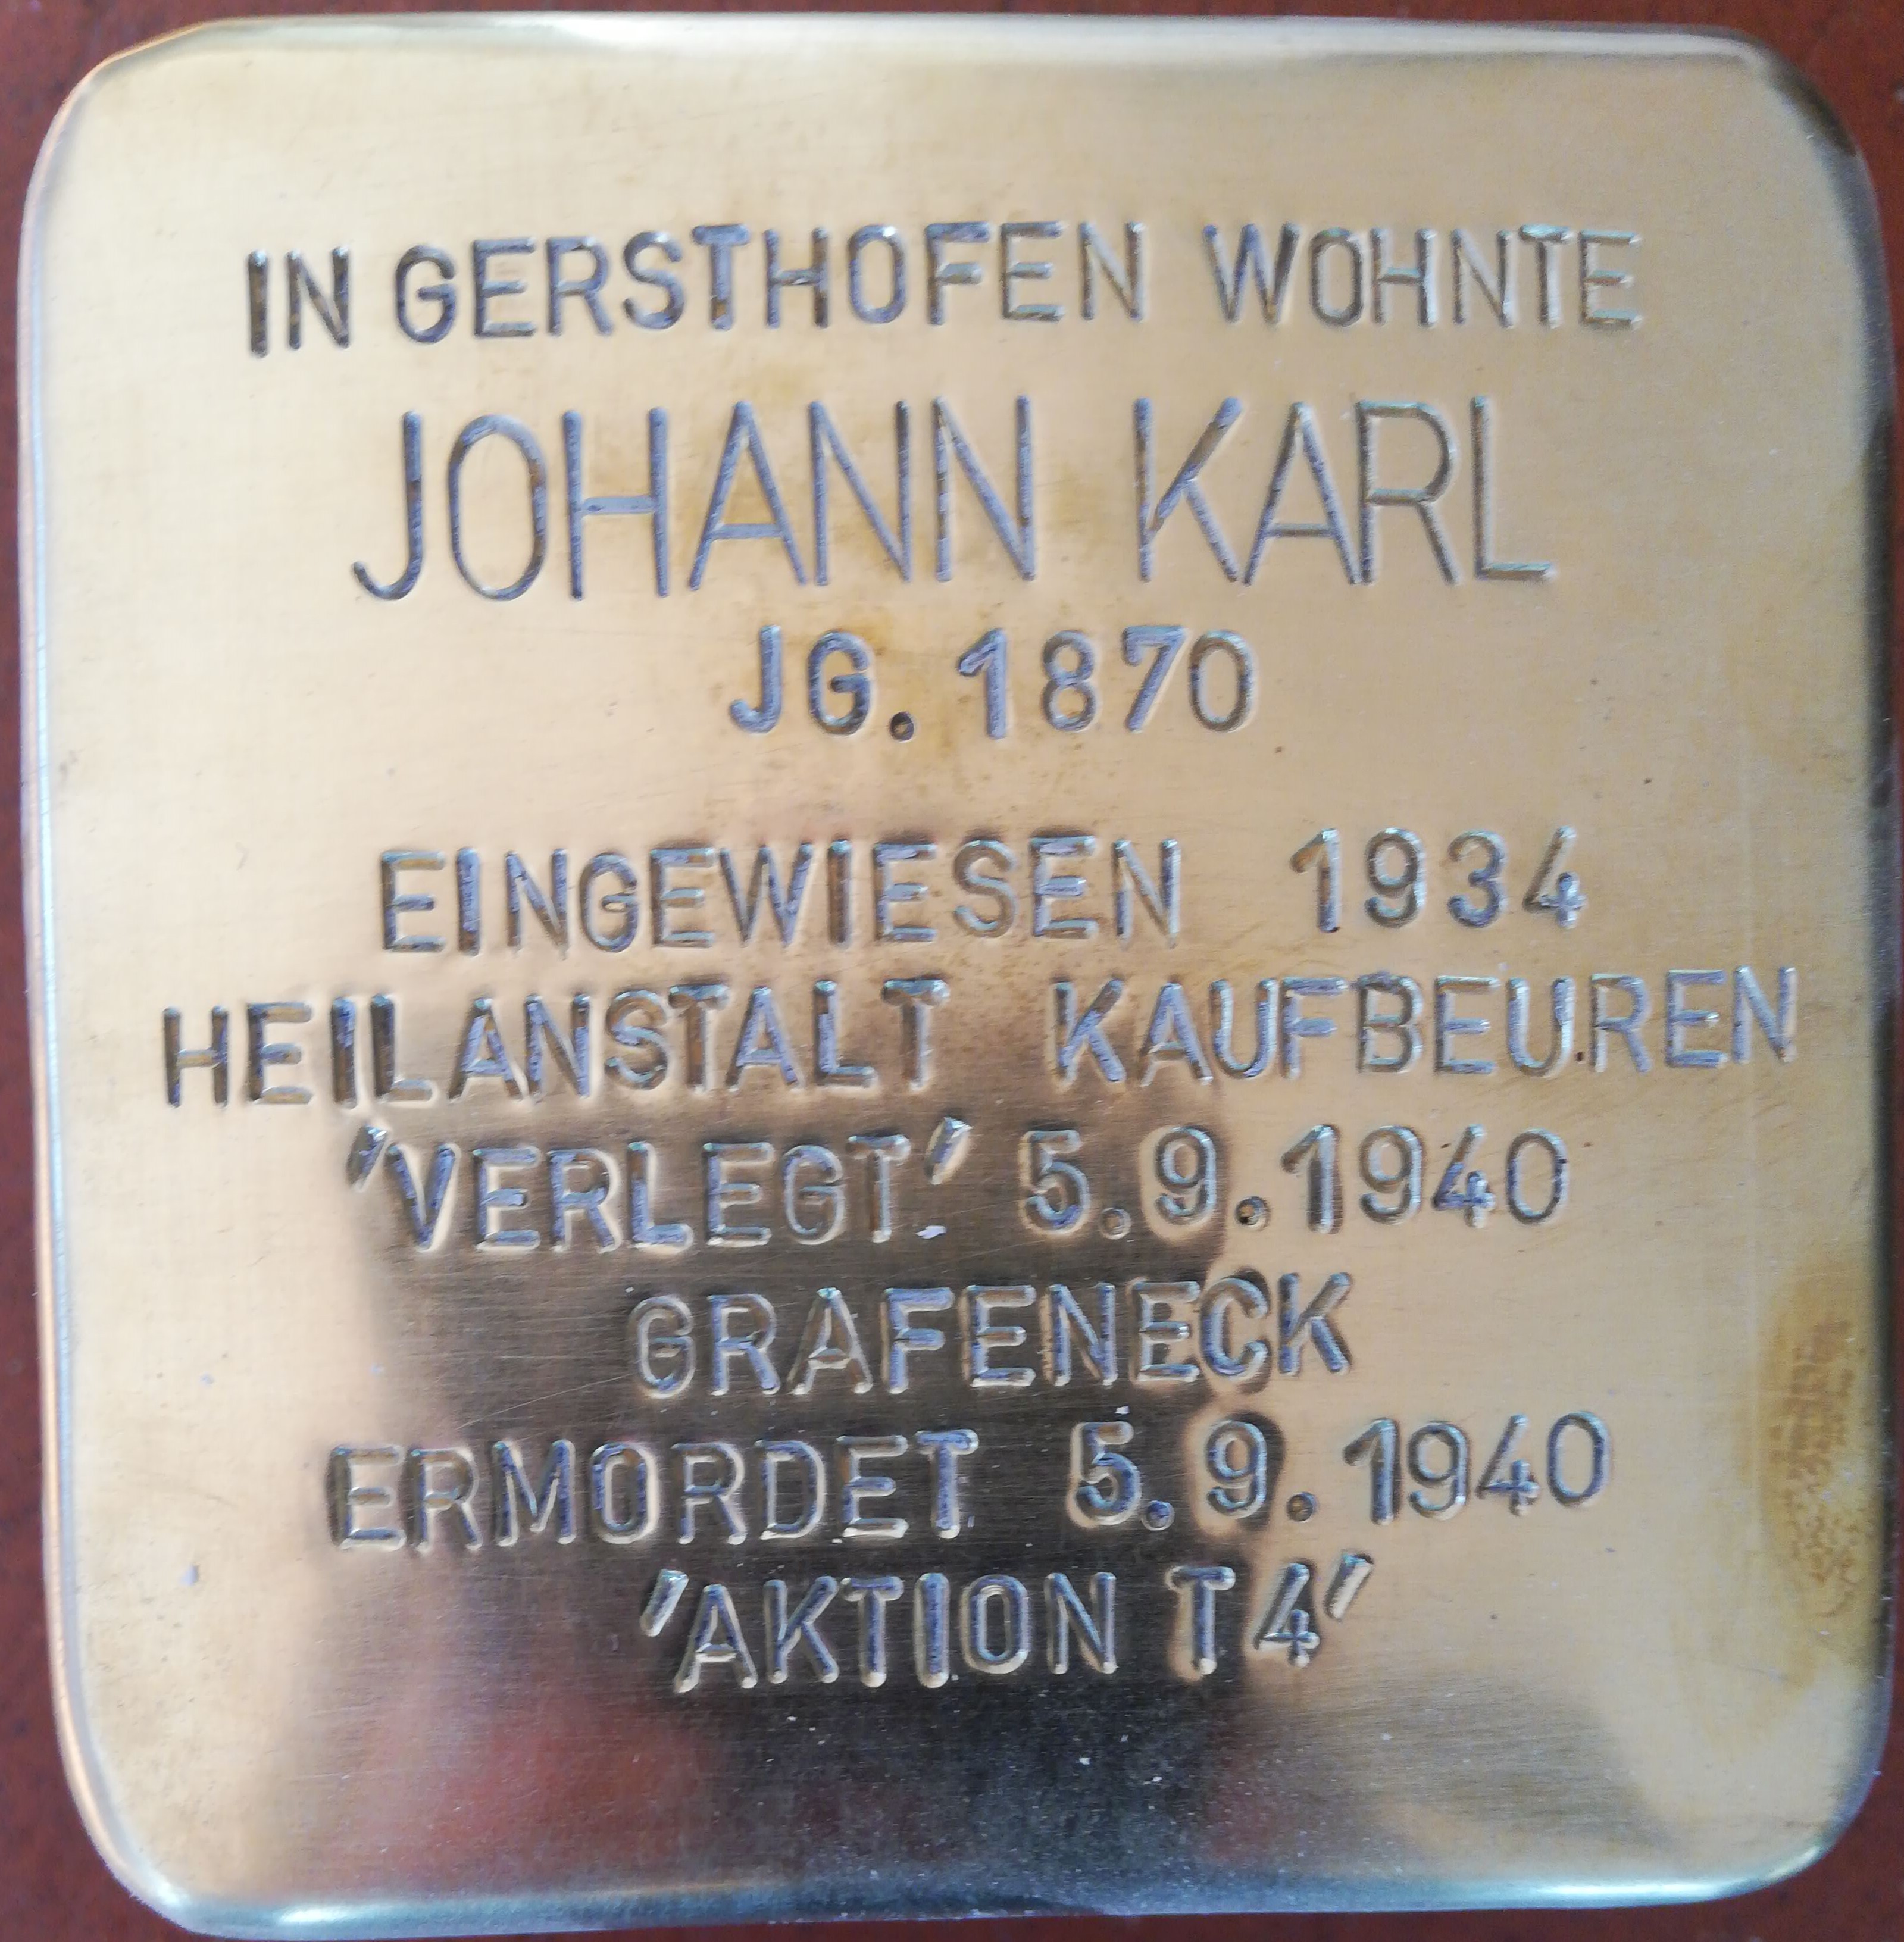 IN GERSTHOFEN WOHNTE
JOHANN KARL
JG. 1870
EINGEWIESEN 1934
HEILANSTALT KAUFBEUREN
'VERLEGT' 5.9.1940
GRAFENECK
ERMORDET 5.9.1940
'AKTION T4'